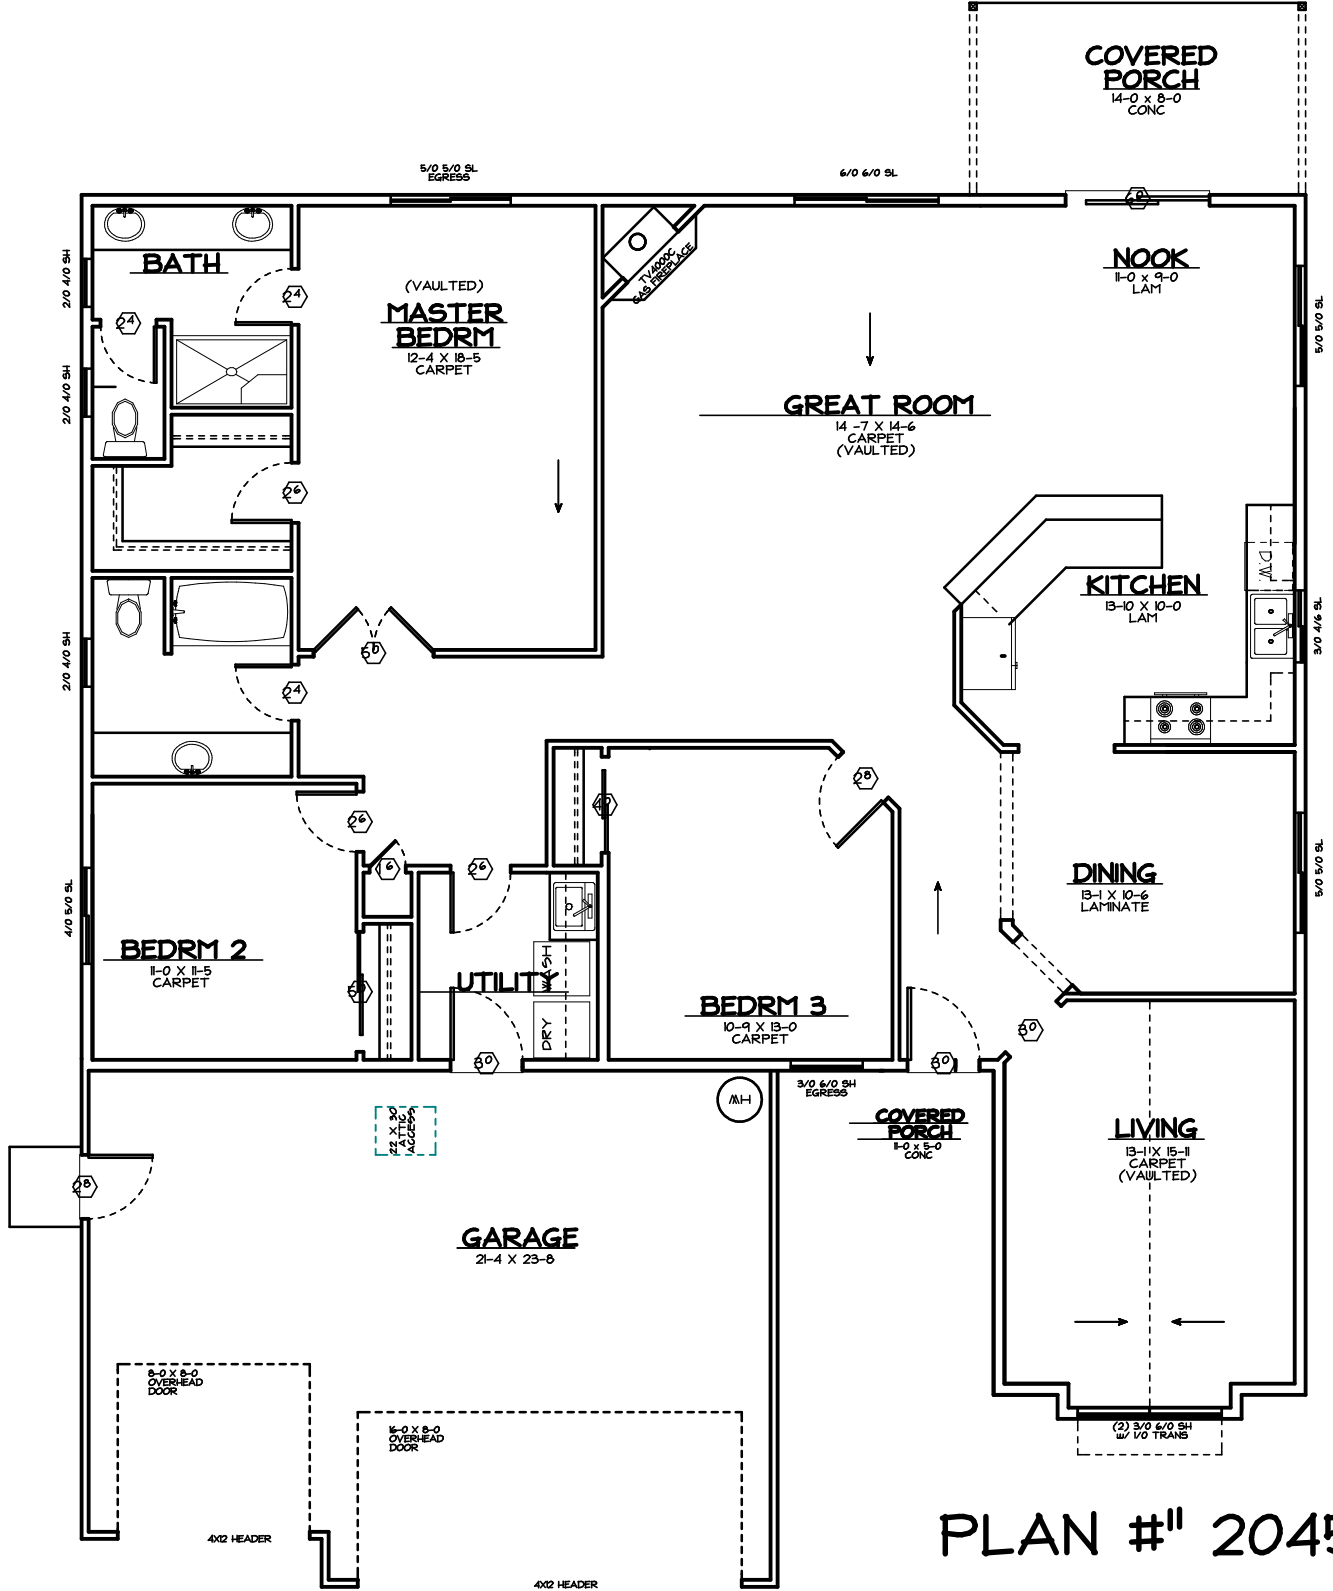 COVERED
PORCH
14-0 x 8-0
CONC
5/0 5/0 SL
EGRESS
6/0 6/0 SL
BATH
2/0 4/0 SH
24
24
(VAULTED)
MASTER
BEDRM
12-4 X 18-5
CARPET
TV4000C
GAS FIREPLACE
NOOK
11-0 x 9-0
LAM
5/0 5/0 SL
2/0 4/0 SH
GREAT ROOM
14 -7 X 14-6
CARPET
(VAULTED)
26
D.W.
KITCHEN
13-10 X 10-0
LAM
3/0 4/6 SL
2/0 4/0 SH
50
24
28
40
26
16
26
DINING
13-1 X 10-6
LAMINATE
5/0 5/0 SL
4/0 5/0 SL
BEDRM 2
11-0 X 11-5
CARPET
50
UTILITY
WASH
DRY
BEDRM 3
10-9 X 13-0
CARPET
30
30
30
3/0 6/0 SH
EGRESS
22 X 30
ATTIC
ACCESS
WH
COVERED
PORCH
11-0 x 5-0
CONC
LIVING
13-1 X 15-11
CARPET
(VAULTED)
28
GARAGE
21-4 X 23-8
8-0 X 8-0
OVERHEAD
DOOR
16-0 X 8-0
OVERHEAD
DOOR
(2) 3/0 6/0 SH
w/ 1/0 TRANS
4X12 HEADER
4X12 HEADER
PLAN #" 2045